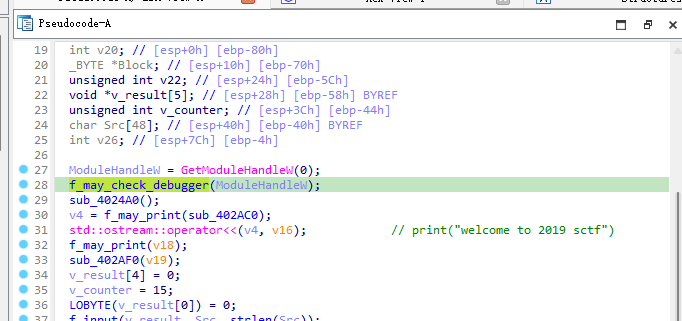 Pseudocode-A
19 int v20; // [esp+0h] [ebp-80h]
20 _BYTE *Block; // [esp+10h] [ebp-70h]
21 unsigned int v22; // [esp+24h] [ebp-5Ch]
22 void *v_result[5]; // [esp+28h] [ebp-58h] BYREF
23 unsigned int v_counter; // [esp+3Ch] [ebp-44h]
24 char Src[48]; // [esp+40h] [ebp-40h] BYREF
25 int v26; // [esp+7Ch] [ebp-4h]
26
27 ModuleHandleW = GetModuleHandleW(0);
28 f_may_check_debugger(ModuleHandleW);
29 sub_4024A0();
30 v4 = f_may_print(sub_402AC0);
31 std::ostream::operator<<(v4, v16); // print("welcome to 2019 sctf")
32 f_may_print(v18);
33 sub_402AF0(v19);
34 v_result[4] = 0;
35 v_counter = 15;
36 LOBYTE(v_result[0]) = 0;
37 f_input(v_result, Src, strlen(Src));